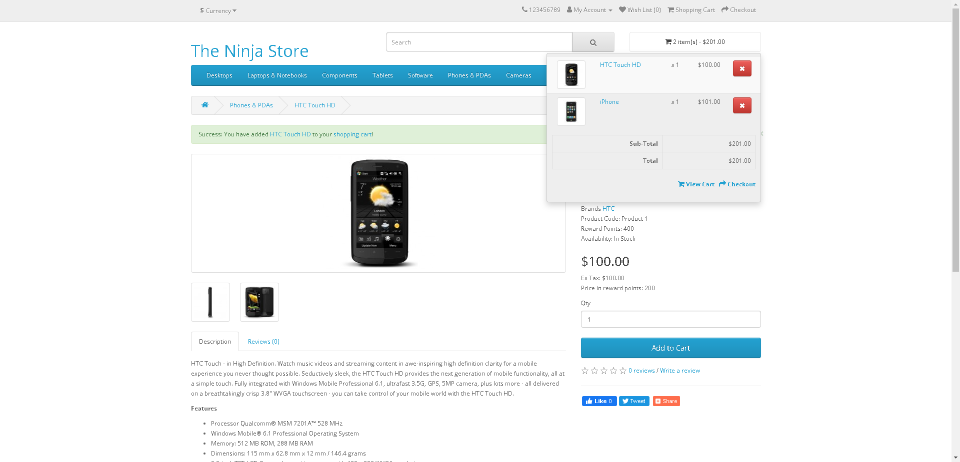 $ Currency
123456789 My Account Wish List (0) Shopping Cart Checkout
The Ninja Store
Search
2 item(s) - $201.00
Desktops Laptops & Notebooks Components Tablets Software Phones & PDAs Cameras
HTC Touch HD x 1 $100.00
iPhone x 1 $101.00
Sub-Total $201.00
Total $201.00
View Cart Checkout
Phones & PDAs HTC Touch HD
Success: You have added HTC Touch HD to your shopping cart!
Brands HTC
Product Code: Product 1
Reward Points: 400
Availability: In Stock
$100.00
Ex Tax: $100.00
Price in reward points: 200
Qty
1
Add to Cart
0 reviews / Write a review
Like 0 Tweet Share
Description Reviews (0)
HTC Touch - in High Definition. Watch music videos and streaming content in awe-inspiring high definition clarity for a mobile
experience you never thought possible. Seductively sleek, the HTC Touch HD provides the next generation of mobile functionality, all at
a simple touch. Fully integrated with Windows Mobile Professional 6.1, ultrafast 3.5G, GPS, 5MP camera, plus lots more - all delivered
on a breathtakingly crisp 3.8" WVGA touchscreen - you can take control of your mobile world with the HTC Touch HD.
Features
Processor Qualcomm® MSM 7201A™ 528 MHz
Windows Mobile® 6.1 Professional Operating System
Memory: 512 MB ROM, 288 MB RAM
Dimensions: 115 mm x 62.8 mm x 12 mm / 146.4 grams